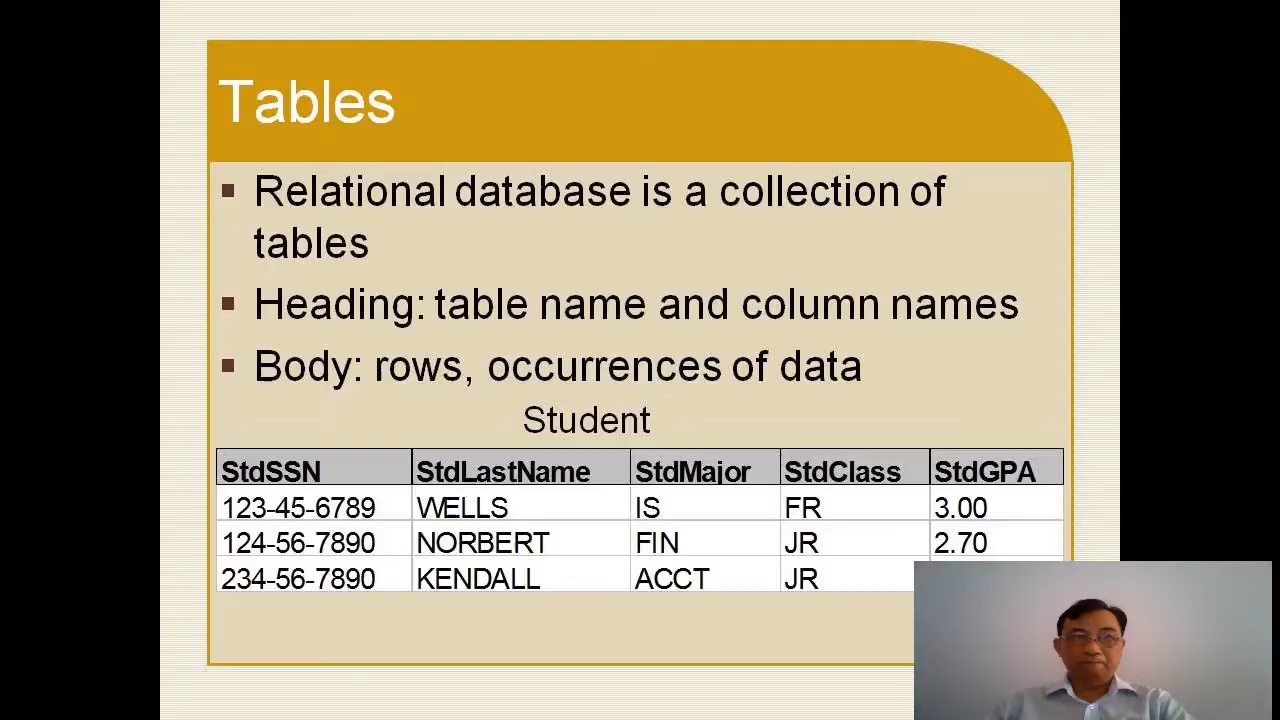 Tables
Relational database is a collection of
tables
Heading: table name and column names
Body: rows, occurrences of data
Student
StdSSN StdLastName StdMajor StdClass StdGPA
123-45-6789 WELLS IS FR 3.00
124-56-7890 NORBERT FIN JR 2.70
234-56-7890 KENDALL ACCT JR